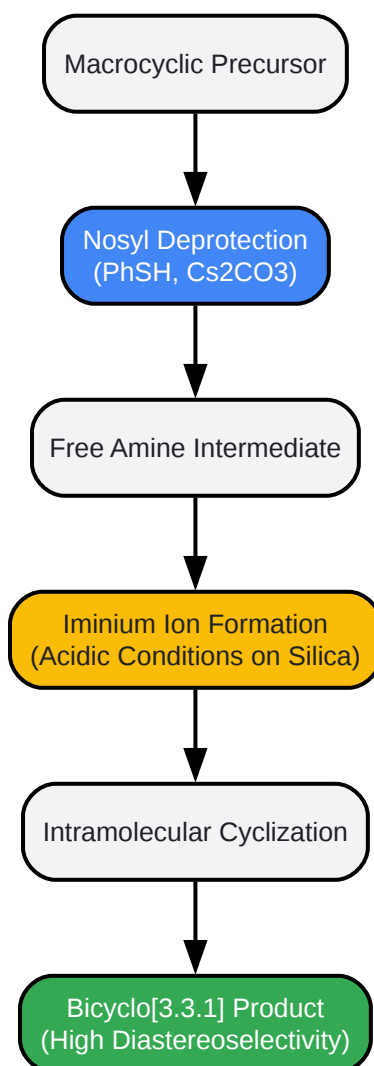 Macrocyclic Precursor
Nosyl Deprotection
(PhSH, Cs2CO3)
Free Amine Intermediate
Iminium Ion Formation
(Acidic Conditions on Silica)
Intramolecular Cyclization
Bicyclo[3.3.1] Product
(High Diastereoselectivity)